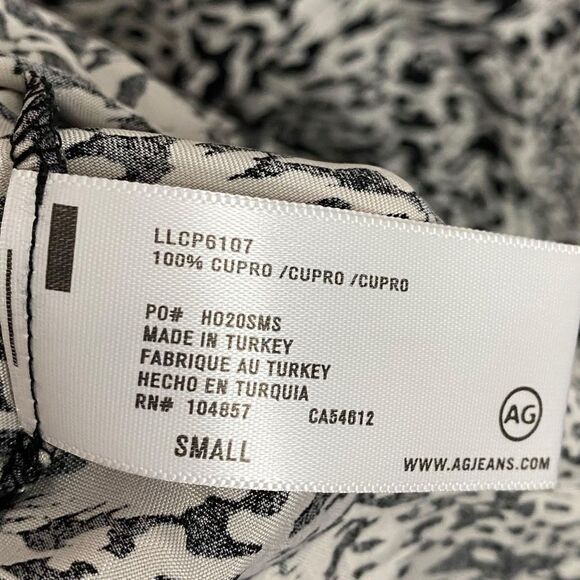 LLCP6107
100% CUPRO /CUPRO /CUPRO
PO# HO20SMS
MADE IN TURKEY
FABRIQUE AU TURKEY
HECHO EN TURQUIA
RN# 104857 CA54612
SMALL
AG
WWW.AGJEANS.COM